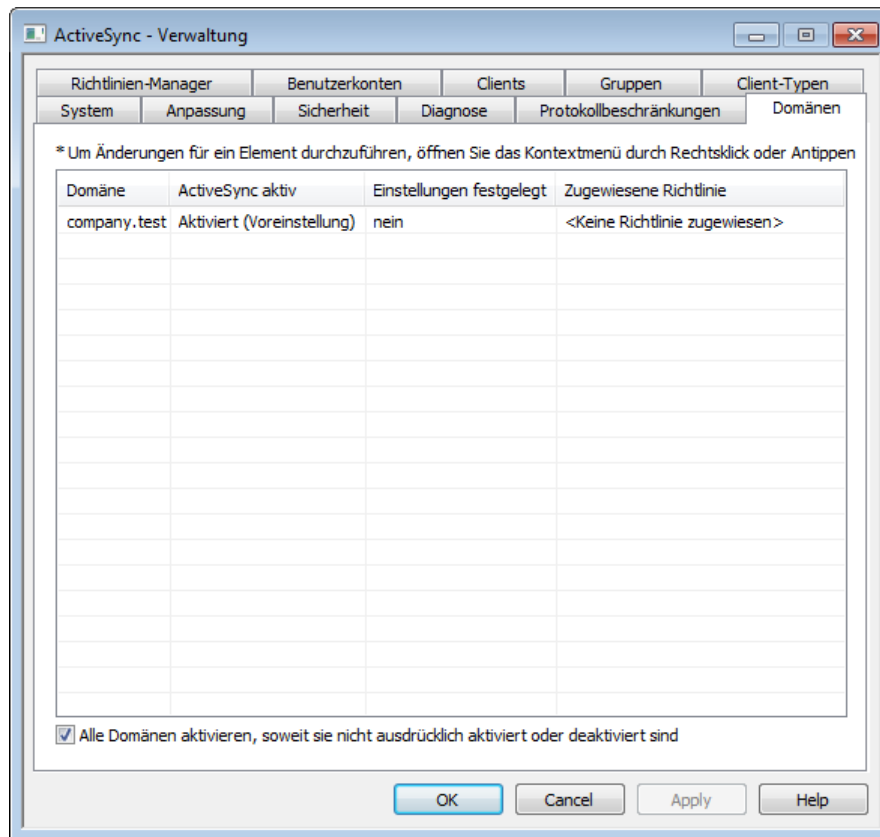 ActiveSync - Verwaltung
Richtlinien-Manager Benutzerkonten Clients Gruppen Client-Typen
System Anpassung Sicherheit Diagnose Protokollbeschränkungen Domänen
* Um Änderungen für ein Element durchzuführen, öffnen Sie das Kontextmenü durch Rechtsklick oder Antippen
Domäne ActiveSync aktiv Einstellungen festgelegt Zugewiesene Richtlinie
company.test Aktiviert (Voreinstellung) nein <Keine Richtlinie zugewiesen>
Alle Domänen aktivieren, soweit sie nicht ausdrücklich aktiviert oder deaktiviert sind
OK Cancel Apply Help